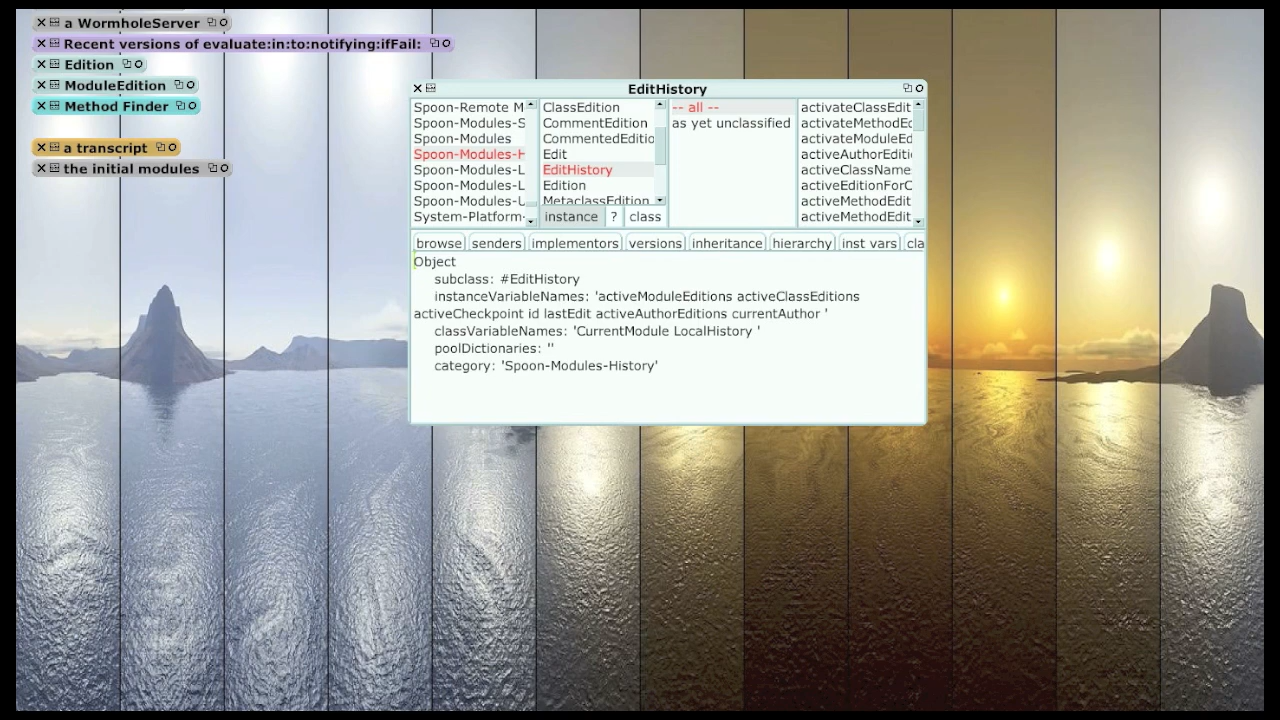 a WormholeServer
Recent versions of evaluate:in:to:notifying:ifFail:
Edition
ModuleEdition
Method Finder
a transcript
the initial modules
EditHistory
Spoon-Remote M
Spoon-Modules-S
Spoon-Modules
Spoon-Modules-H
Spoon-Modules-L
Spoon-Modules-L
Spoon-Modules-U
System-Platform-
ClassEdition
CommentEdition
CommentedEditio
Edit
EditHistory
Edition
MetaclassEdition
instance ? class
-- all --
as yet unclassified
activateClassEdit
activateMethodEd
activateModuleEd
activeAuthorEditi
activeClassName
activeEditionForC
activeMethodEdit
activeMethodEdit
browse senders implementors versions inheritance hierarchy inst vars cla
Object
subclass: #EditHistory
instanceVariableNames: 'activeModuleEditions activeClassEditions
activeCheckpoint id lastEdit activeAuthorEditions currentAuthor '
classVariableNames: 'CurrentModule LocalHistory '
poolDictionaries: ''
category: 'Spoon-Modules-History'